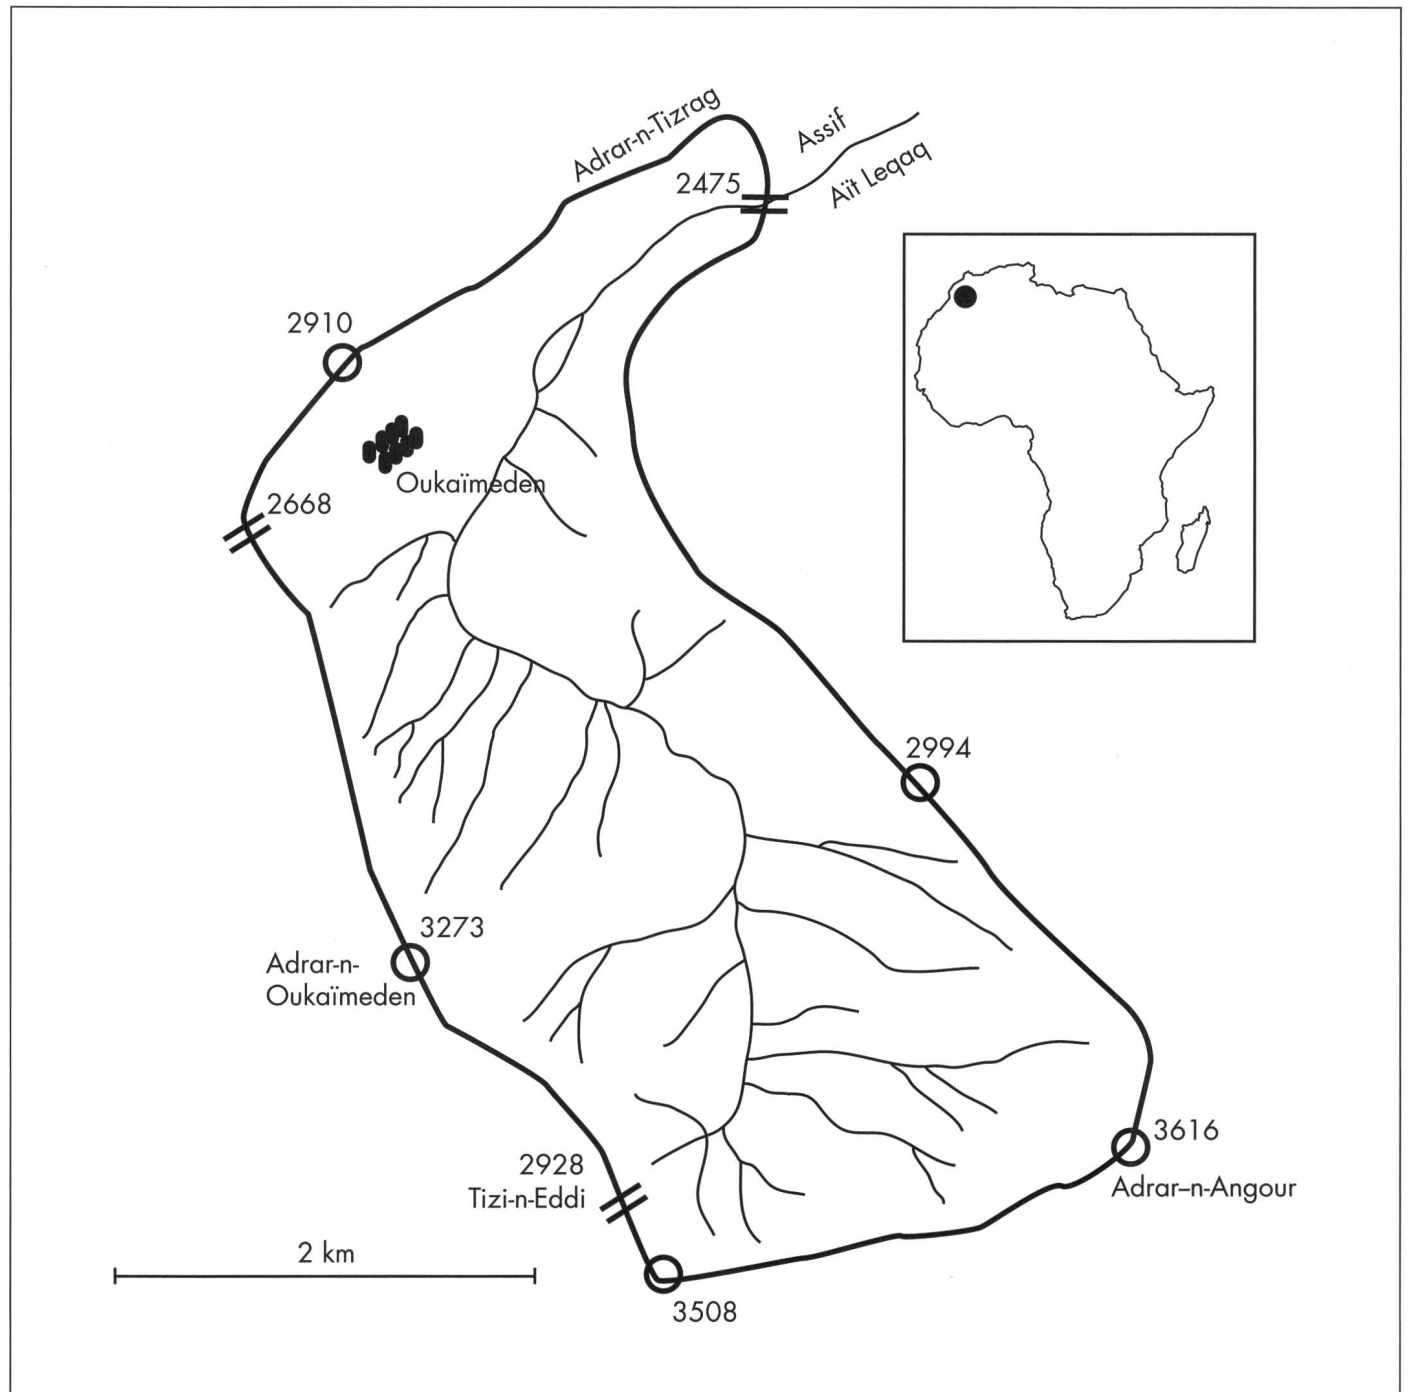 Adrar-n-Tizrag
Assif
Aït Leqaq
2475
2910
Oukaïmeden
2668
2994
3273
Adrar-n-
Oukaïmeden
3616
Adrar–n-Angour
2928
Tizi-n-Eddi
2 km
3508